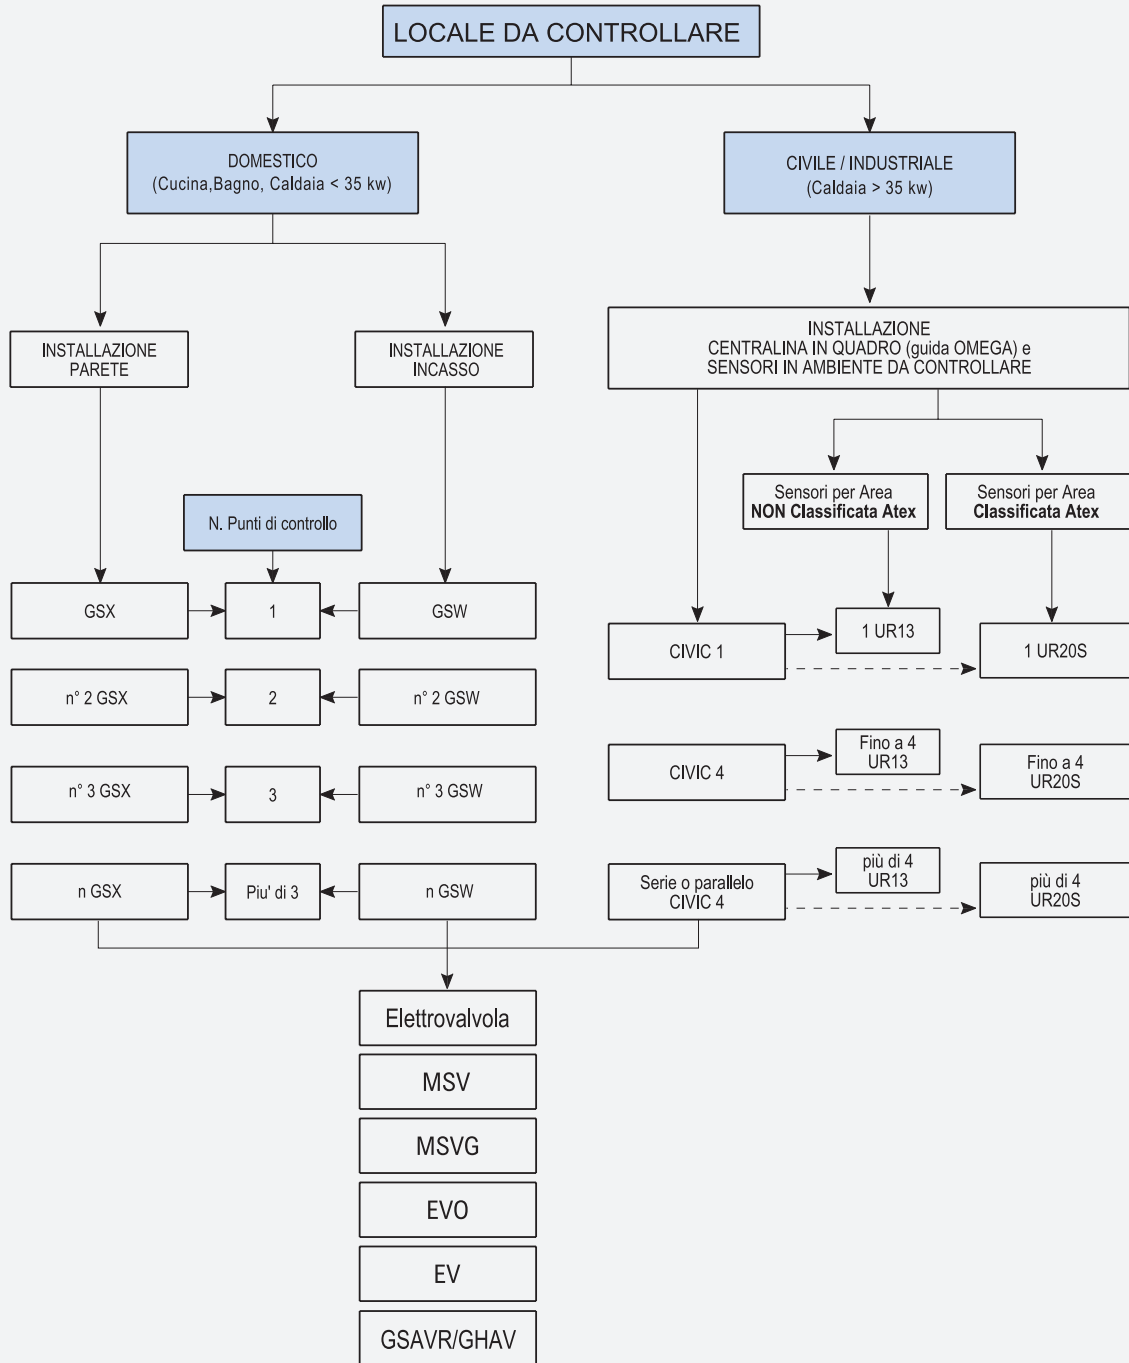 LOCALE DA CONTROLLARE
DOMESTICO
(Cucina,Bagno, Caldaia < 35 kw)
CIVILE / INDUSTRIALE
(Caldaia > 35 kw)
INSTALLAZIONE
PARETE
INSTALLAZIONE
INCASSO
INSTALLAZIONE
CENTRALINA IN QUADRO (guida OMEGA) e
SENSORI IN AMBIENTE DA CONTROLLARE
Sensori per Area
NON Classificata Atex
Sensori per Area
Classificata Atex
N. Punti di controllo
GSX
1
GSW
CIVIC 1
1 UR13
1 UR20S
n° 2 GSX
2
n° 2 GSW
n° 3 GSX
3
n° 3 GSW
CIVIC 4
Fino a 4
UR13
Fino a 4
UR20S
n GSX
Piu' di 3
n GSW
Serie o parallelo
CIVIC 4
più di 4
UR13
più di 4
UR20S
Elettrovalvola
MSV
MSVG
EVO
EV
GSAVR/GHAV